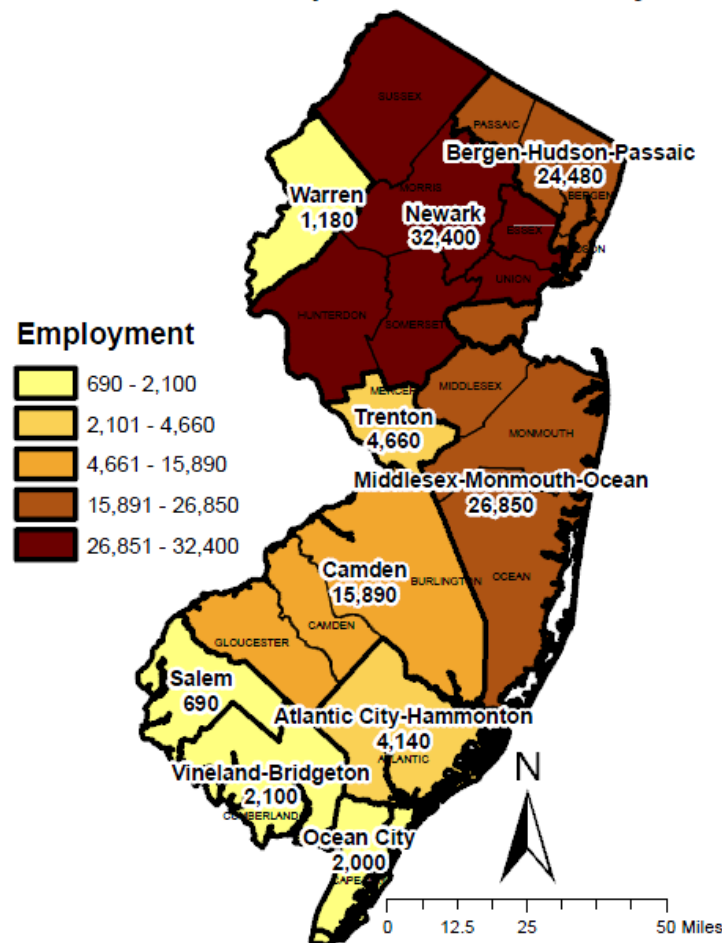 SUSSEX
PASSAIC
Bergen-Hudson-Passaic
24,480
BERGEN
Warren
1,180
MORRIS
Newark
32,400
ESSEX
UNION
HUNTERDON
SOMERSET
Employment
690 - 2,100
2,101 - 4,660
4,661 - 15,890
15,891 - 26,850
26,851 - 32,400
MERCER
MIDDLESEX
Trenton
4,660
MONMOUTH
Middlesex-Monmouth-Ocean
26,850
Camden
15,890
BURLINGTON
OCEAN
CAMDEN
GLOUCESTER
Salem
690
Atlantic City-Hammonton
4,140
ATLANTIC
Vineland-Bridgeton
2,100
CUMBERLAND
Ocean City
2,000
N
0 12.5 25 50 Miles